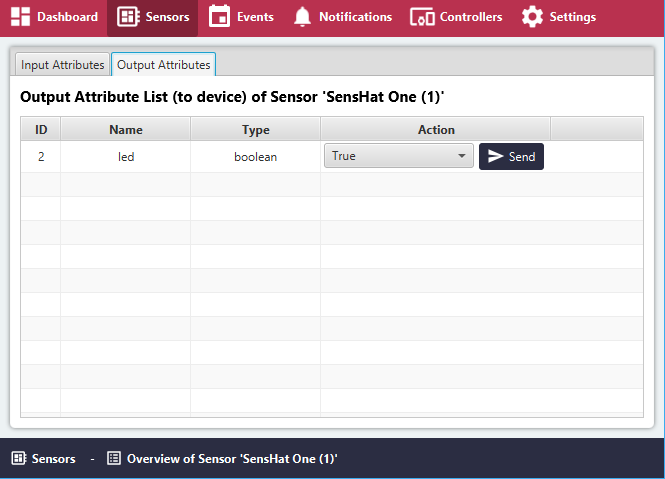 Dashboard Sensors Events Notifications Controllers Settings
Input Attributes Output Attributes
Output Attribute List (to device) of Sensor 'SensHat One (1)'
ID Name Type Action
2 led boolean True Send
Sensors - Overview of Sensor 'SensHat One (1)'